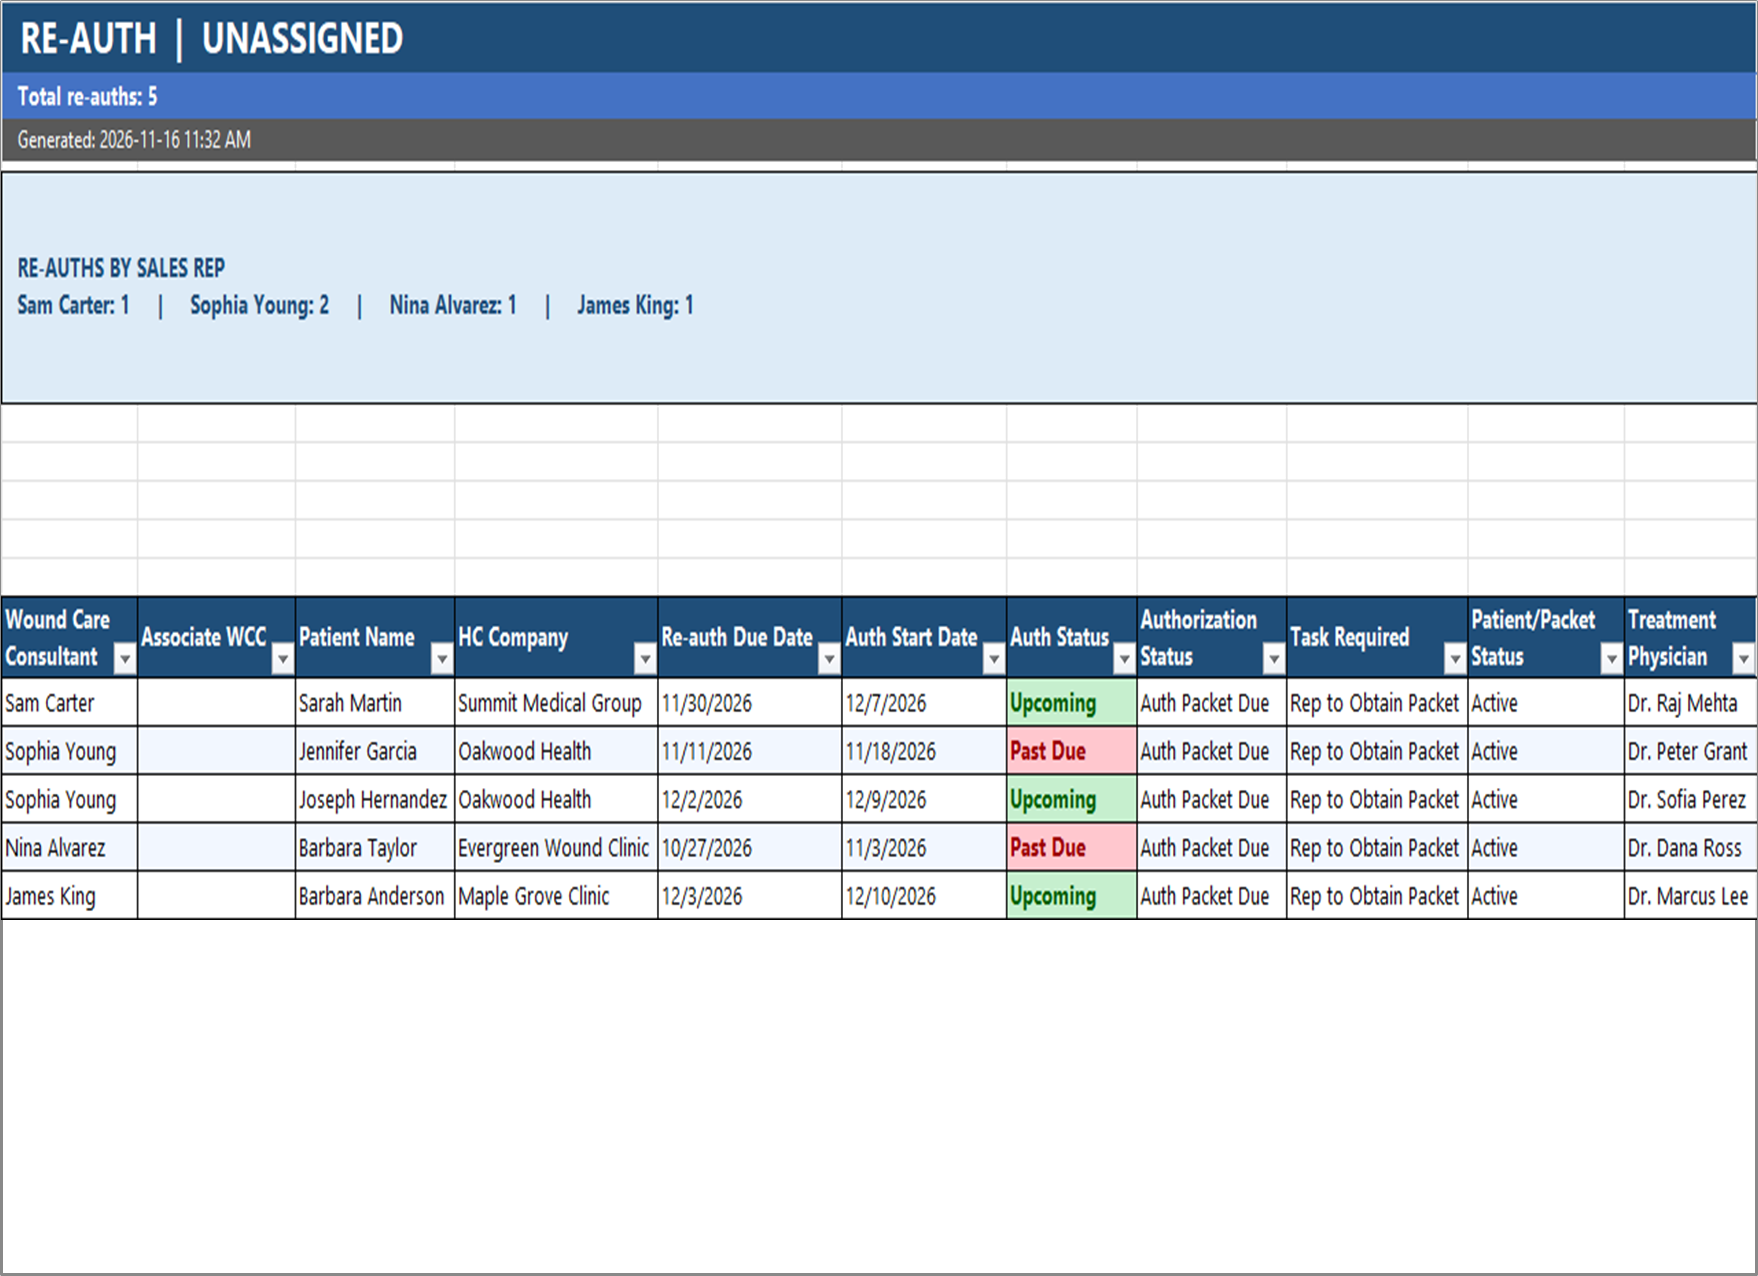 RE-AUTH | UNASSIGNED
Total re-auths: 5
Generated: 2026-11-16 11:32 AM
RE-AUTHS BY SALES REP
Sam Carter: 1 | Sophia Young: 2 | Nina Alvarez: 1 | James King: 1
Wound Care Consultant Associate WCC Patient Name HC Company Re-auth Due Date Auth Start Date Auth Status Authorization Status Task Required Patient/Packet Status Treatment Physician
Sam Carter Sarah Martin Summit Medical Group 11/30/2026 12/7/2026 Upcoming Auth Packet Due Rep to Obtain Packet Active Dr. Raj Mehta
Sophia Young Jennifer Garcia Oakwood Health 11/11/2026 11/18/2026 Past Due Auth Packet Due Rep to Obtain Packet Active Dr. Peter Grant
Sophia Young Joseph Hernandez Oakwood Health 12/2/2026 12/9/2026 Upcoming Auth Packet Due Rep to Obtain Packet Active Dr. Sofia Perez
Nina Alvarez Barbara Taylor Evergreen Wound Clinic 10/27/2026 11/3/2026 Past Due Auth Packet Due Rep to Obtain Packet Active Dr. Dana Ross
James King Barbara Anderson Maple Grove Clinic 12/3/2026 12/10/2026 Upcoming Auth Packet Due Rep to Obtain Packet Active Dr. Marcus Lee